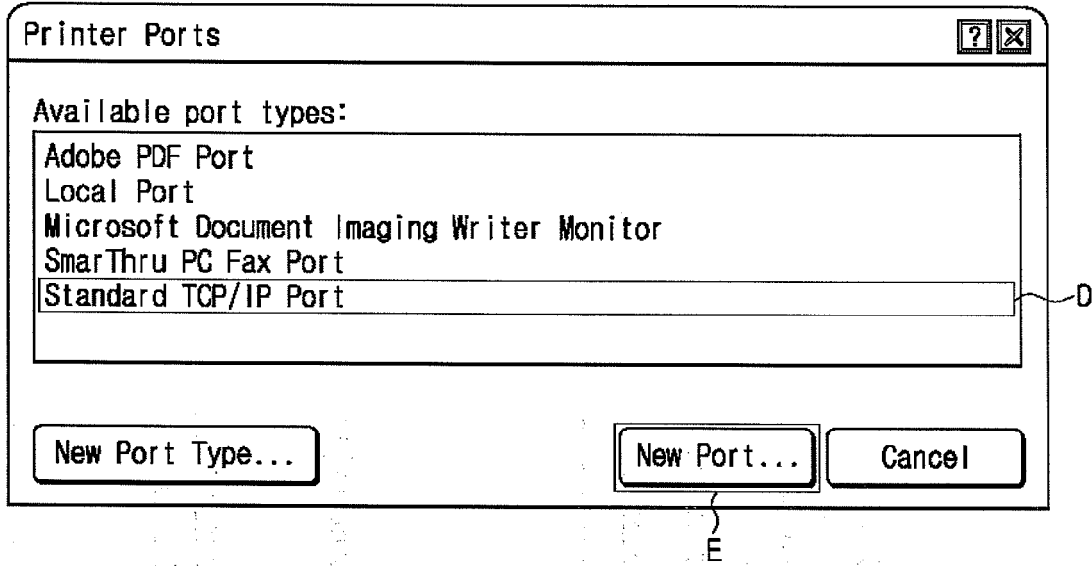 Printer Ports ? X
Available port types:
Adobe PDF Port
Local Port
Microsoft Document Imaging Writer Monitor
SmarThru PC Fax Port
Standard TCP/IP Port D
New Port Type... New Port... Cancel
E